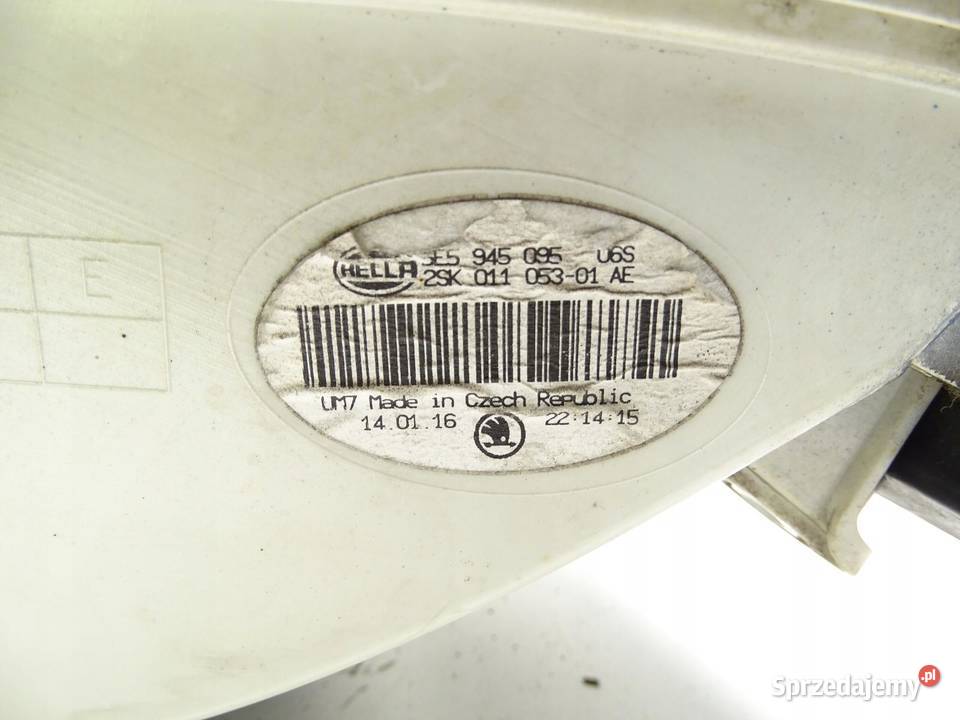 E
HELLA
5E5 945 095 U6S
2SK 011 053-01 AE
UM7 Made in Czech Republic
14.01.16 22:14:15
Sprzedajemy.pl